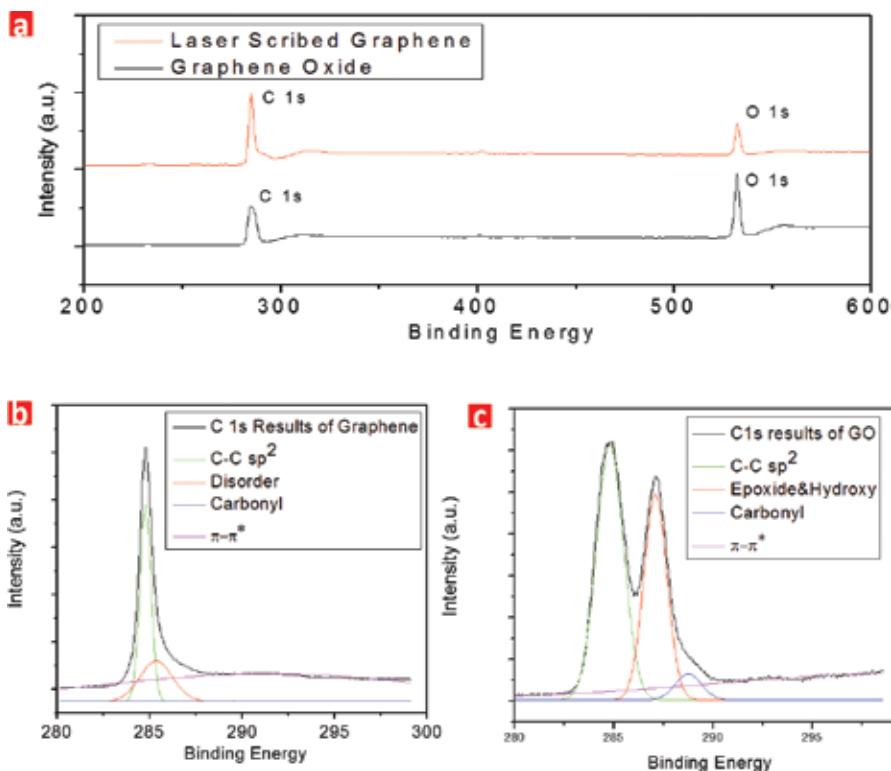 a
Laser Scribed Graphene
Graphene Oxide
C 1s
O 1s
C 1s
O 1s
Intensity (a.u.)
200 300 400 500 600
Binding Energy
b
C 1s Results of Graphene
C-C sp²
Disorder
Carbonyl
π-π*
Intensity (a.u.)
280 285 290 295 300
Binding Energy
c
C1s results of GO
C-C sp²
Epoxide&Hydroxy
Carbonyl
π-π*
Intensity (a.u.)
280 285 290 295
Binding Energy